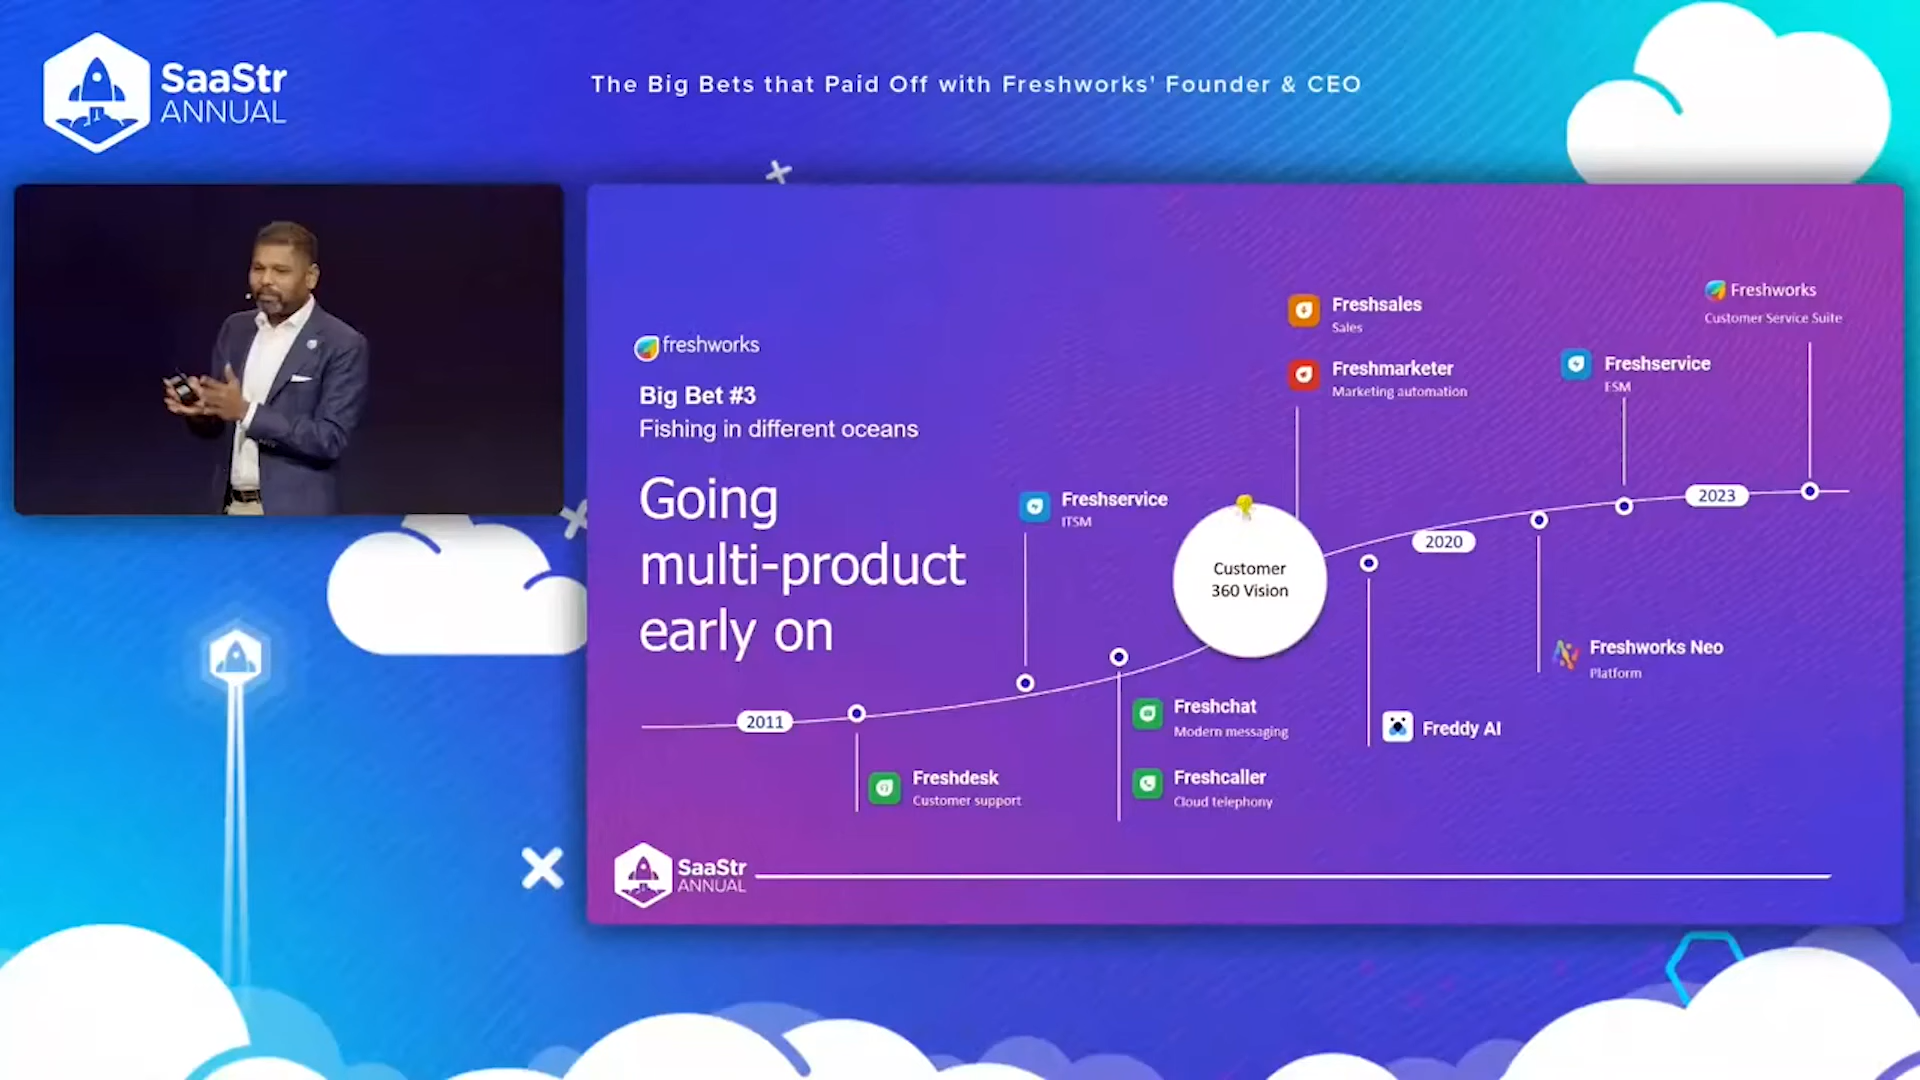 SaaStr
ANNUAL
The Big Bets that Paid Off with Freshworks' Founder & CEO
freshworks
Big Bet #3
Fishing in different oceans
Going
multi-product
early on
2011
Freshdesk
Customer support
Freshservice
ITSM
Freshchat
Modern messaging
Freshcaller
Cloud telephony
Customer
360 Vision
Freshsales
Sales
Freshmarketer
Marketing automation
Freddy AI
2020
Freshworks Neo
Platform
Freshservice
ESM
2023
Freshworks
Customer Service Suite
SaaStr
ANNUAL